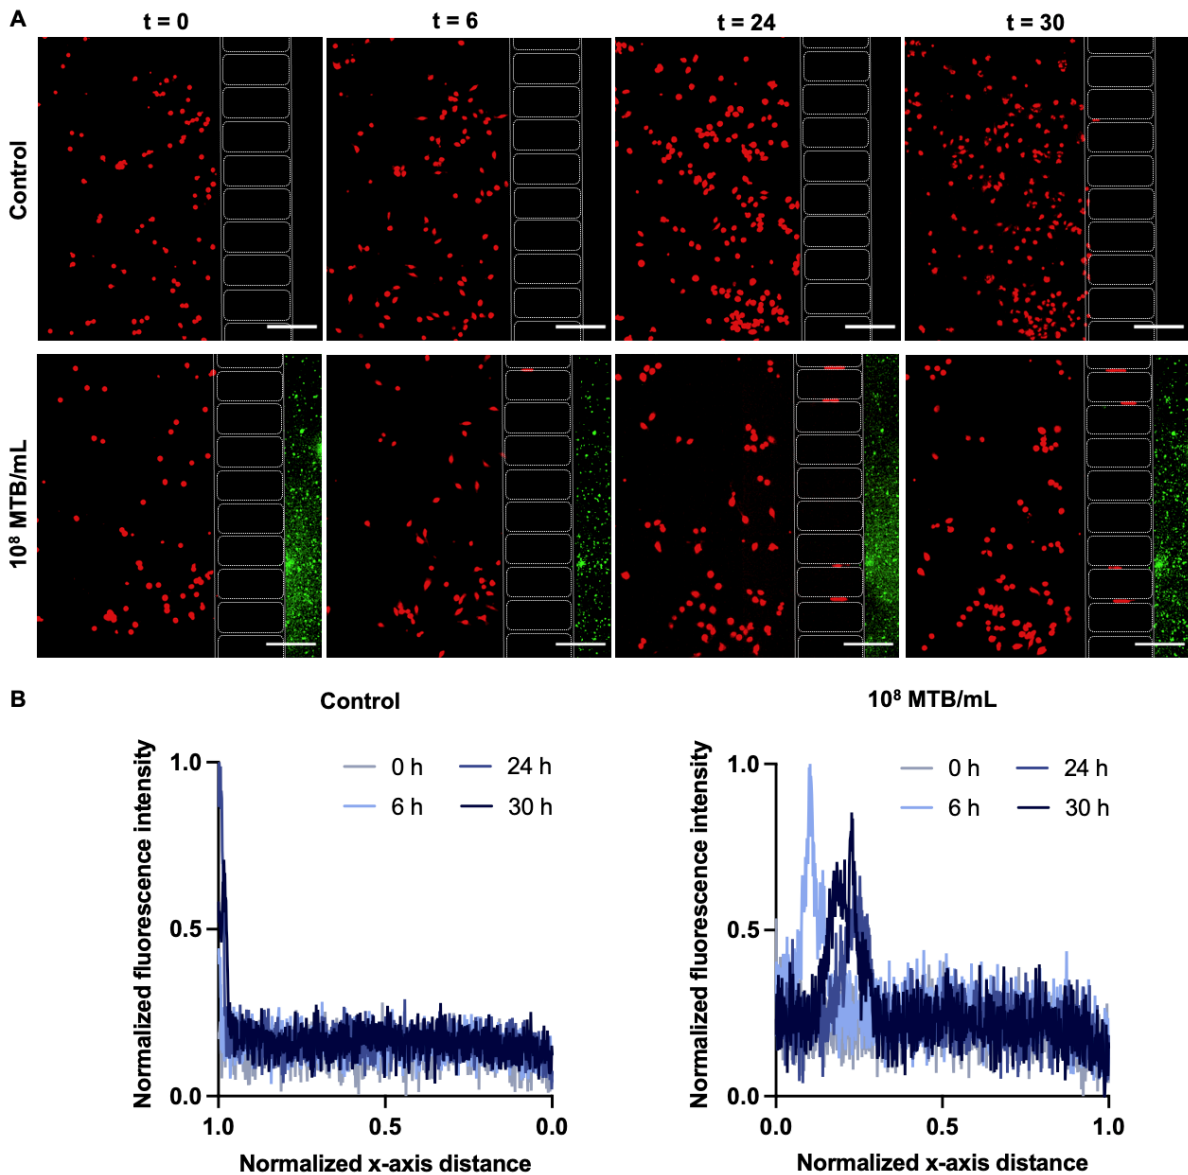 A
t = 0
t = 6
t = 24
t = 30
Control
10⁸ MTB/mL
B
Control
10⁸ MTB/mL
Normalized fluorescence intensity
1.0
0.5
0.0
0 h
24 h
6 h
30 h
1.0
0.5
0.0
Normalized x-axis distance
Normalized fluorescence intensity
1.0
0.5
0.0
0 h
24 h
6 h
30 h
0.0
0.5
1.0
Normalized x-axis distance